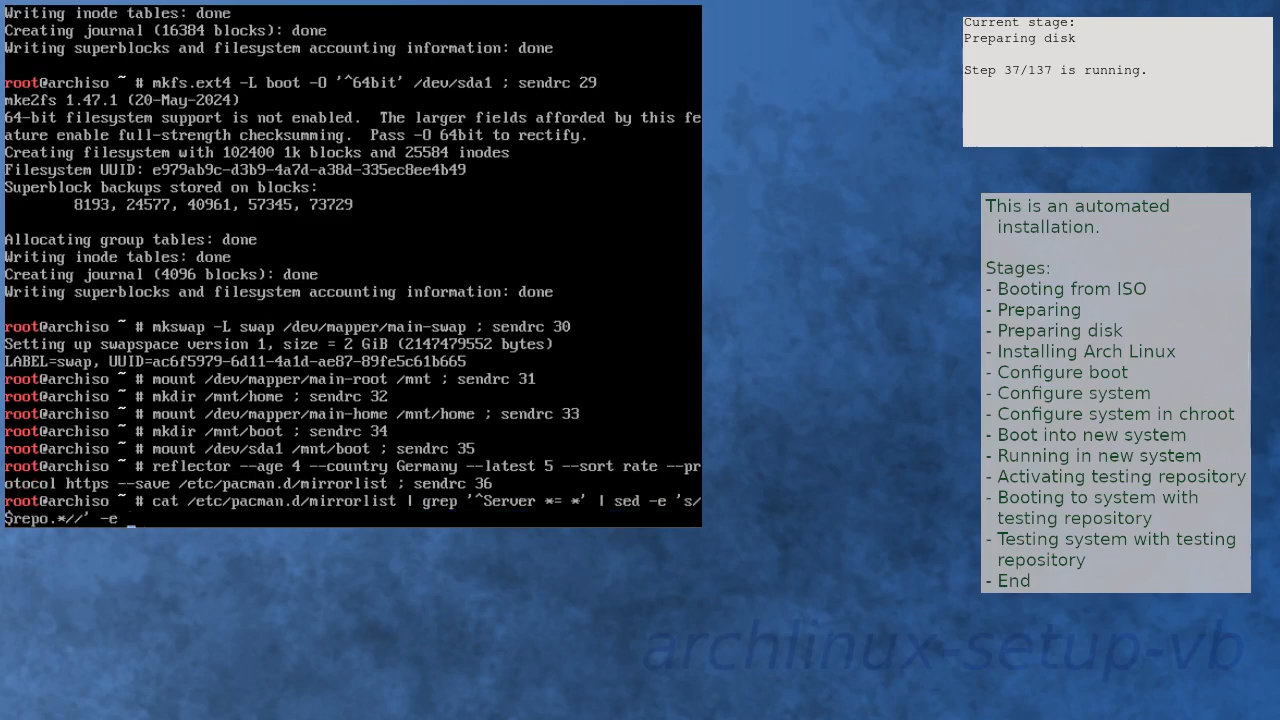 Writing inode tables: done
Creating journal (16384 blocks): done
Writing superblocks and filesystem accounting information: done
root@archiso ~ # mkfs.ext4 -L boot -O '^64bit' /dev/sda1 ; sendrc 29
mke2fs 1.47.1 (20-May-2024)
64-bit filesystem support is not enabled.  The larger fields afforded by this fe
ature enable full-strength checksumming.  Pass -O 64bit to rectify.
Creating filesystem with 102400 1k blocks and 25584 inodes
Filesystem UUID: e979ab9c-d3b9-4a7d-a38d-335ec8ee4b49
Superblock backups stored on blocks:
8193, 24577, 40961, 57345, 73729
Allocating group tables: done
Writing inode tables: done
Creating journal (4096 blocks): done
Writing superblocks and filesystem accounting information: done
root@archiso ~ # mkswap -L swap /dev/mapper/main-swap ; sendrc 30
Setting up swapspace version 1, size = 2 GiB (2147479552 bytes)
LABEL=swap, UUID=ac6f5979-6d11-4a1d-ae87-89fe5c61b665
root@archiso ~ # mount /dev/mapper/main-root /mnt ; sendrc 31
root@archiso ~ # mkdir /mnt/home ; sendrc 32
root@archiso ~ # mount /dev/mapper/main-home /mnt/home ; sendrc 33
root@archiso ~ # mkdir /mnt/boot ; sendrc 34
root@archiso ~ # mount /dev/sda1 /mnt/boot ; sendrc 35
root@archiso ~ # reflector --age 4 --country Germany --latest 5 --sort rate --pr
otocol https --save /etc/pacman.d/mirrorlist ; sendrc 36
root@archiso ~ # cat /etc/pacman.d/mirrorlist | grep '^Server *= *' | sed -e 's/
$repo.*//' -e _
Current stage:
Preparing disk
Step 37/137 is running.
This is an automated
installation.
Stages:
- Booting from ISO
- Preparing
- Preparing disk
- Installing Arch Linux
- Configure boot
- Configure system
- Configure system in chroot
- Boot into new system
- Running in new system
- Activating testing repository
- Booting to system with
testing repository
- Testing system with testing
repository
- End
archlinux-setup-vb